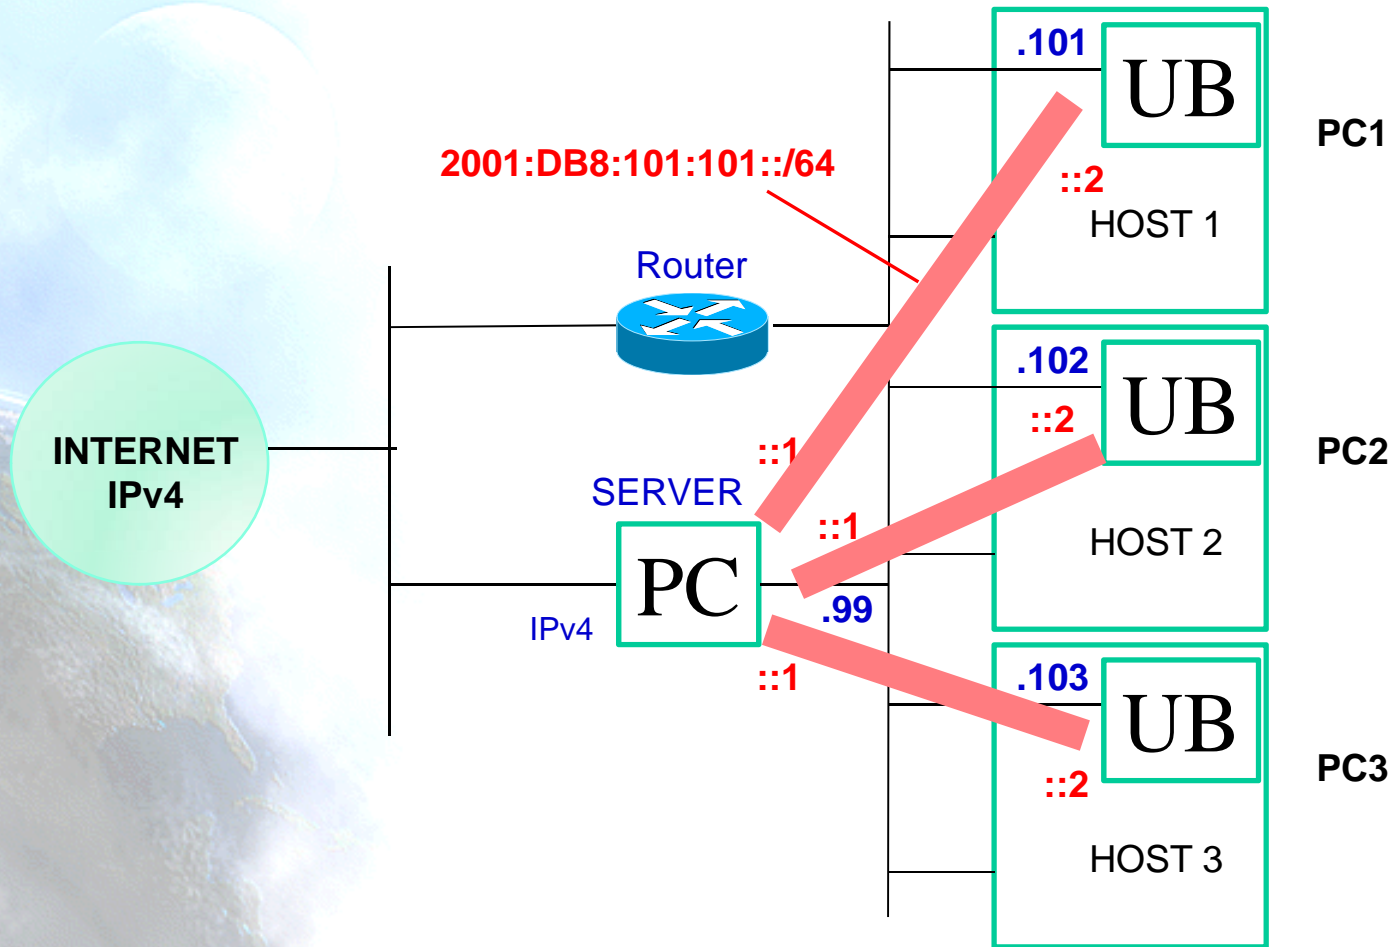 .101
UB
PC1
2001:DB8:101:101::/64
::2
HOST 1
Router
.102
UB
::2
PC2
INTERNET
IPv4
::1
SERVER
::1
HOST 2
PC
.99
IPv4
::1
.103
UB
PC3
::2
HOST 3